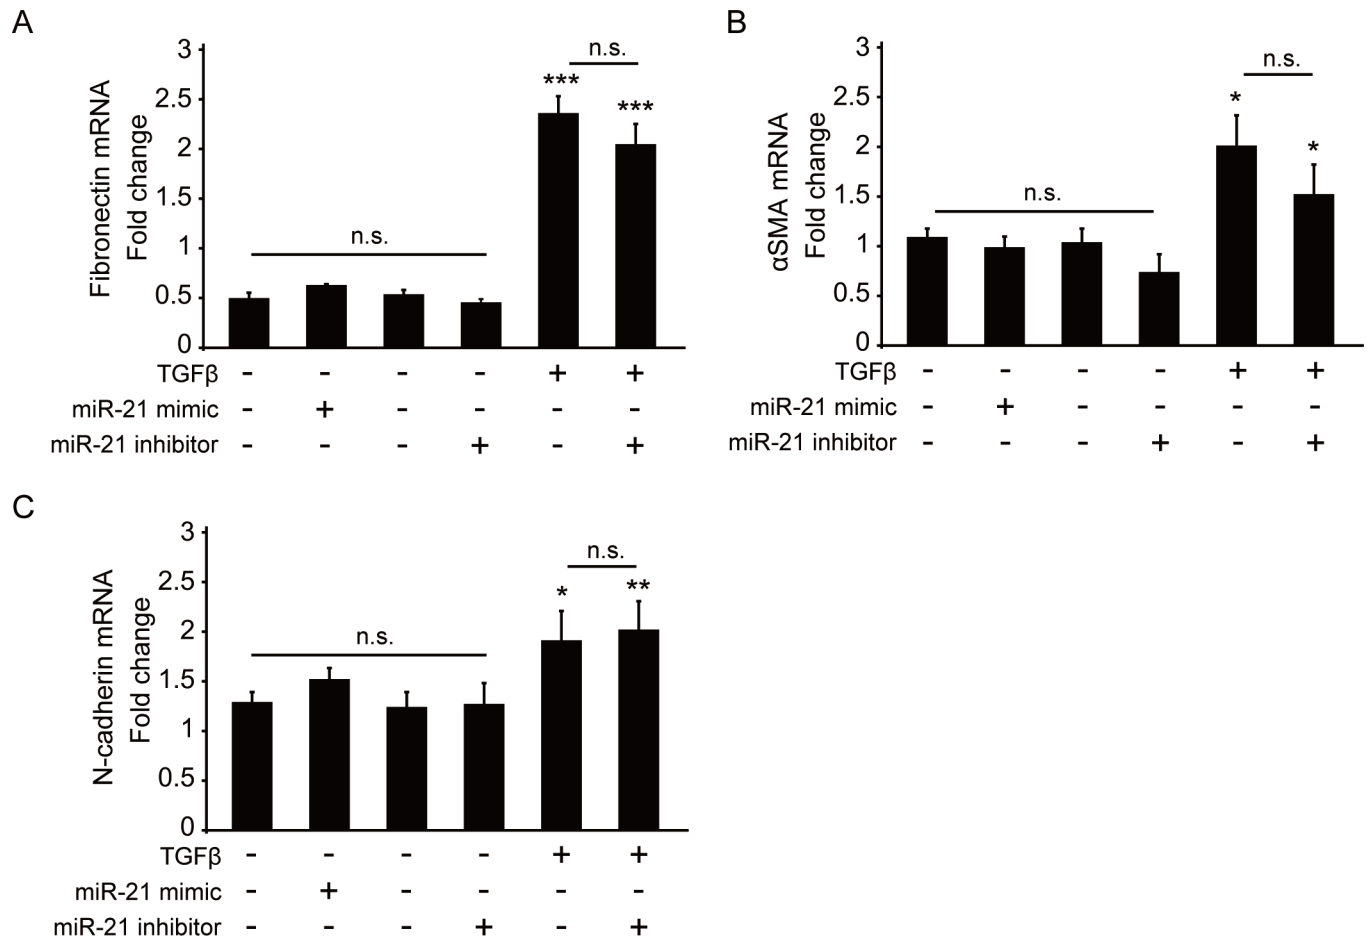 A
Fibronectin mRNA
Fold change
3
2.5
2
1.5
1
0.5
0
n.s.
***
***
n.s.
TGFβ - - - - + +
miR-21 mimic - + - - - -
miR-21 inhibitor - - - + - +
B
αSMA mRNA
Fold change
3
2.5
2
1.5
1
0.5
0
n.s.
*
*
n.s.
TGFβ - - - - + +
miR-21 mimic - + - - - -
miR-21 inhibitor - - - + - +
C
N-cadherin mRNA
Fold change
3
2.5
2
1.5
1
0.5
0
n.s.
*
**
n.s.
TGFβ - - - - + +
miR-21 mimic - + - - - -
miR-21 inhibitor - - - + - +